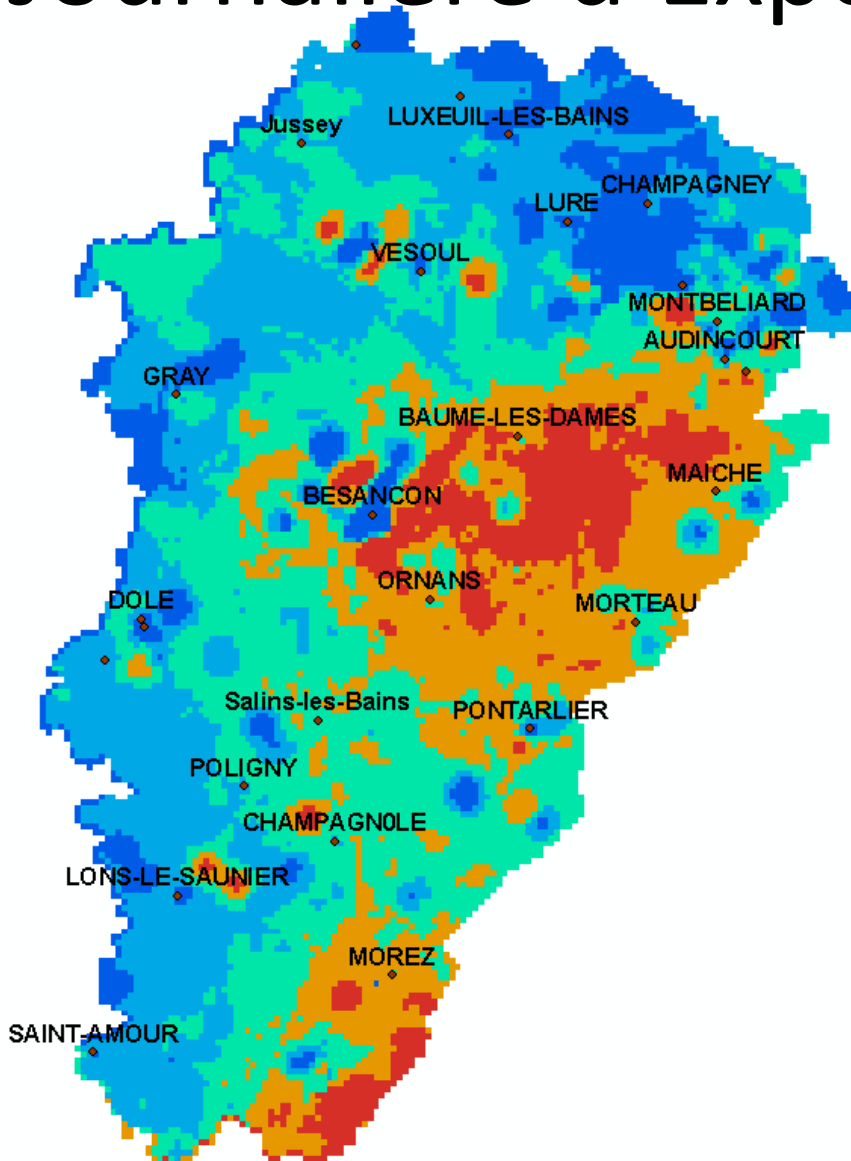 Jussey
LUXEUIL-LES-BAINS
CHAMPAGNEY
LURE
VESOUL
MONTBELIARD
AUDINCOURT
GRAY
BAUME-LES-DAMES
MAICHE
BESANCON
ORNANS
DOLE
MORTEAU
Salins-les-Bains
PONTARLIER
POLIGNY
CHAMPAGN0LE
LONS-LE-SAUNIER
MOREZ
SAINT-AMOUR